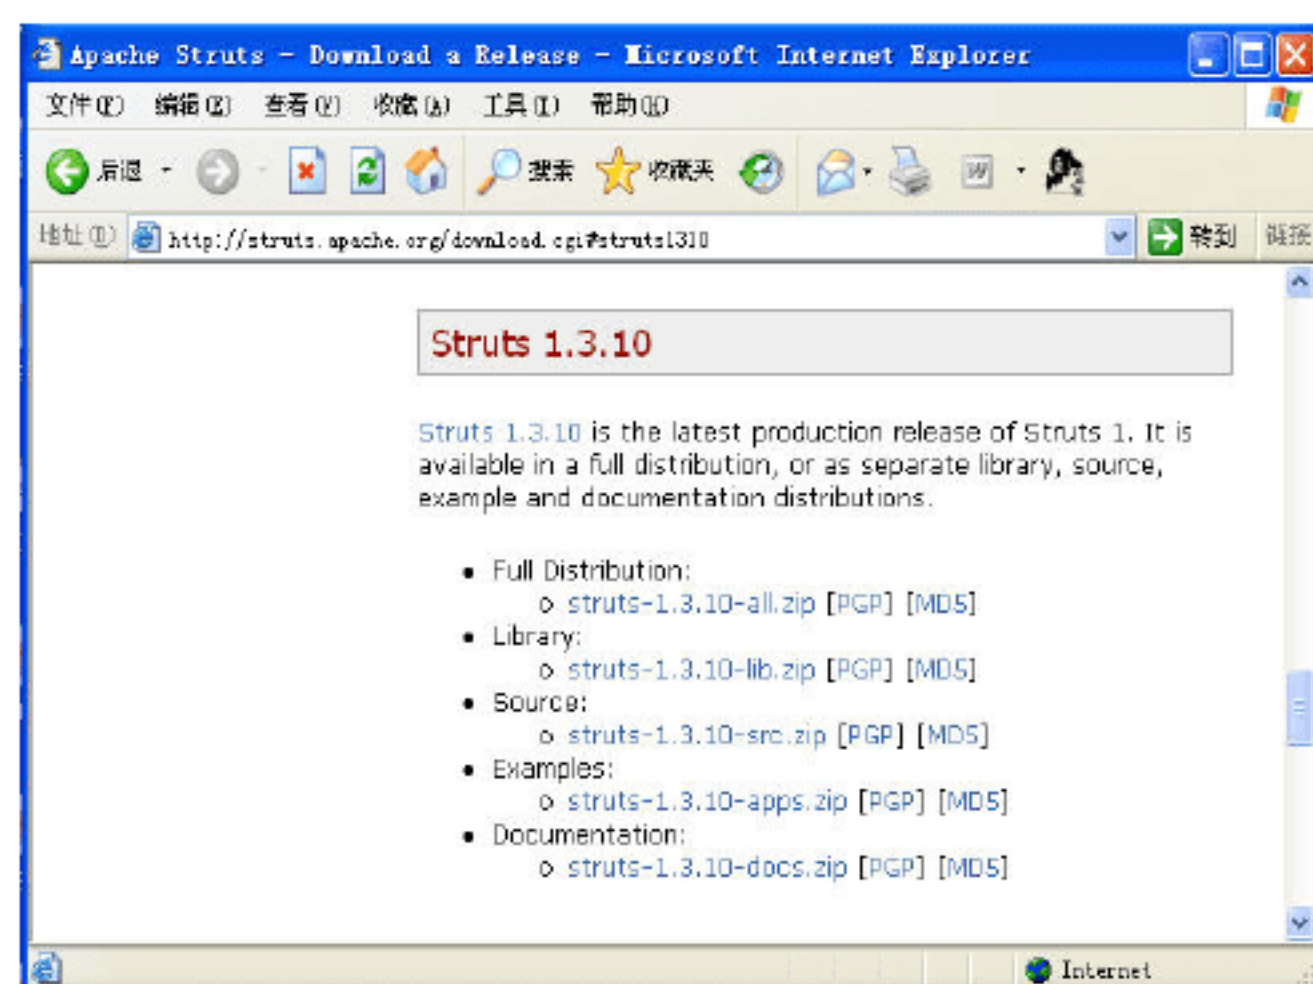 Apache Struts - Download a Release - Microsoft Internet Explorer
文件(F) 编辑(E) 查看(V) 收藏(A) 工具(T) 帮助(H)
后退 搜索 收藏夹
地址(D) http://struts.apache.org/download.cgi#struts1310 转到 链接
Struts 1.3.10
Struts 1.3.10 is the latest production release of Struts 1. It is
available in a full distribution, or as separate library, source,
example and documentation distributions.
• Full Distribution:
o struts-1.3.10-all.zip [PGP] [MD5]
• Library:
o struts-1.3.10-lib.zip [PGP] [MD5]
• Source:
o struts-1.3.10-src.zip [PGP] [MD5]
• Examples:
o struts-1.3.10-apps.zip [PGP] [MD5]
• Documentation:
o struts-1.3.10-docs.zip [PGP] [MD5]
Internet